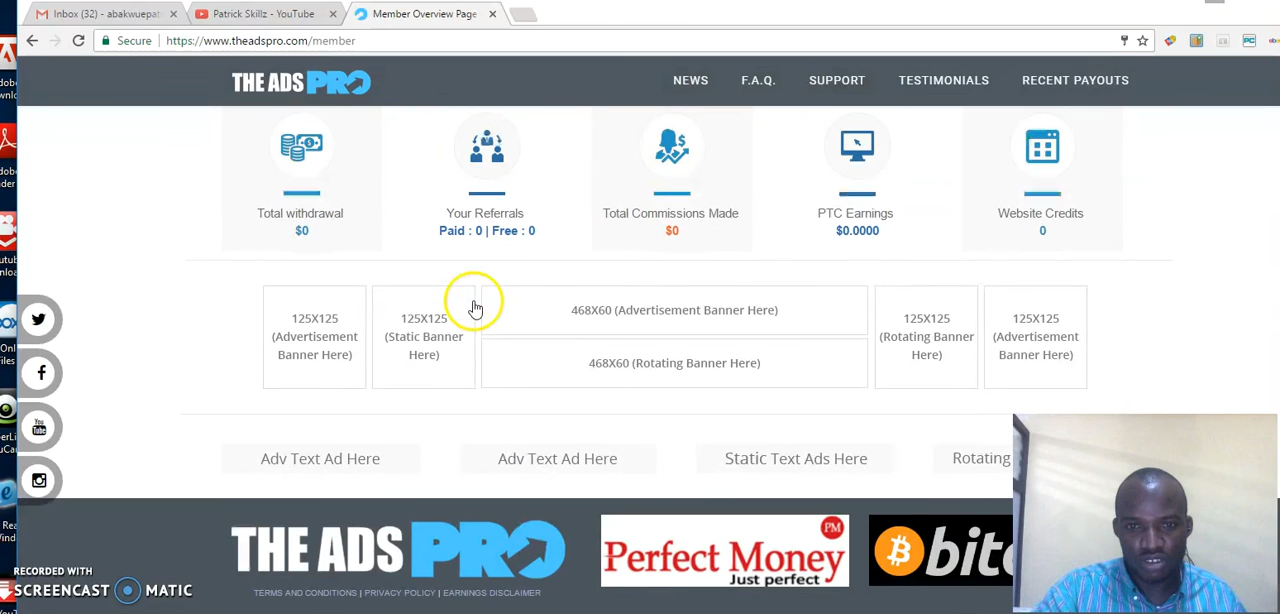 Inbox (32) - abakwuepat
Patrick Skillz - YouTube
Member Overview Page
Secure
https://www.theadspro.com/member
PC
THE ADS PRO
NEWS
F.A.Q.
SUPPORT
TESTIMONIALS
RECENT PAYOUTS
Total withdrawal
$0
Your Referrals
Paid : 0 | Free : 0
Total Commissions Made
$0
PTC Earnings
$0.0000
Website Credits
0
125X125
(Advertisement
Banner Here)
125X125
(Static Banner
Here)
468X60 (Advertisement Banner Here)
468X60 (Rotating Banner Here)
125X125
(Rotating Banner
Here)
125X125
(Advertisement
Banner Here)
You
Tube
Adv Text Ad Here
Adv Text Ad Here
Static Text Ads Here
Rotating
THE ADS PRO
TERMS AND CONDITIONS | PRIVACY POLICY | EARNINGS DISCLAIMER
PM
Perfect Money
Just perfect
bitc
RECORDED WITH
SCREENCAST MATIC